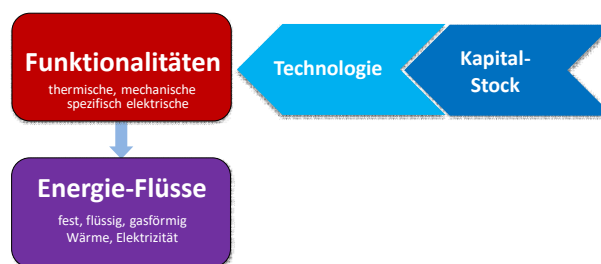 Funktionalitäten
thermische, mechanische
spezifisch elektrische
Technologie
Kapital-
Stock
Energie-Flüsse
fest, flüssig, gasförmig
Wärme, Elektrizität